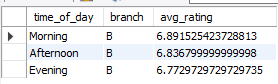 time_of_day branch avg_rating
Morning B 6.891525423728813
Afternoon B 6.836799999999998
Evening B 6.7729729729729735